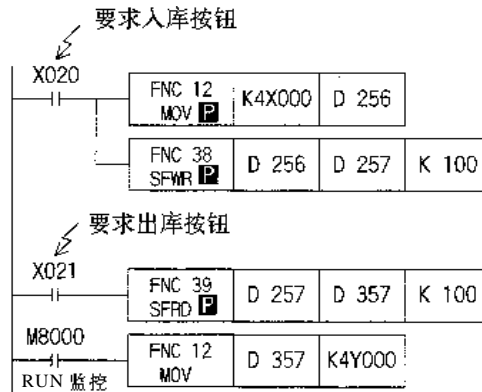 要求入库按钮
X020
FNC 12
MOV P K4X000 D 256
FNC 38
SFWR P D 256 D 257 K 100
要求出库按钮
X021
FNC 39
SFRD P D 257 D 357 K 100
M8000
FNC 12
MOV D 357 K4Y000
RUN 监控